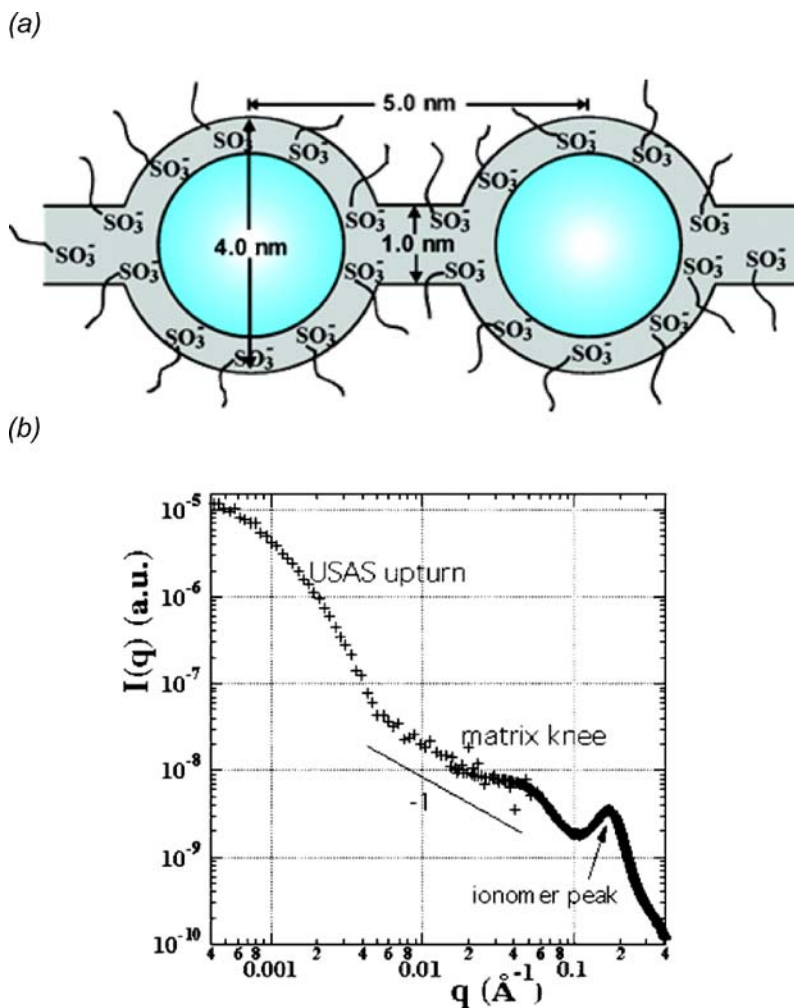 (a)
5.0 nm
SO₃⁻ SO₃⁻ SO₃⁻ SO₃⁻
SO₃⁻ SO₃⁻ SO₃⁻ SO₃⁻
SO₃⁻ SO₃⁻ SO₃⁻ SO₃⁻
SO₃⁻ 4.0 nm 1.0 nm SO₃⁻
SO₃⁻ SO₃⁻ SO₃⁻ SO₃⁻
SO₃⁻ SO₃⁻ SO₃⁻ SO₃⁻
SO₃⁻ SO₃⁻
(b)
10⁻⁵
USAS upturn
10⁻⁶
I(q) (a.u.)
10⁻⁷
matrix knee
10⁻⁸
-1
10⁻⁹
ionomer peak
10⁻¹⁰
4 6 8 2 4 6 8 2 4 6 8 2 4
0.001 0.01 0.1
q (Å⁻¹)